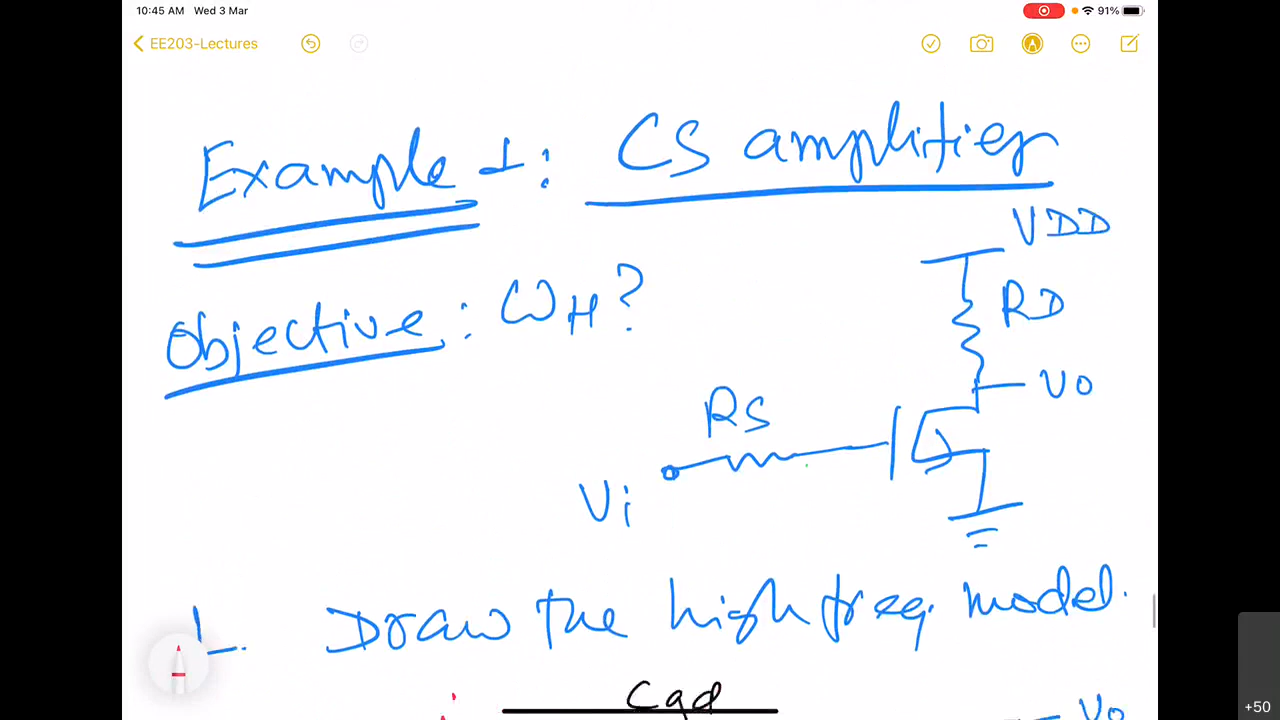 10:45 AM Wed 3 Mar
91%
EE203-Lectures
Example 1: CS amplifier
VDD
Objective: ωH?
RD
Vo
RS
Vi
1. Draw the high freq. model.
Cgd
Vo
+50